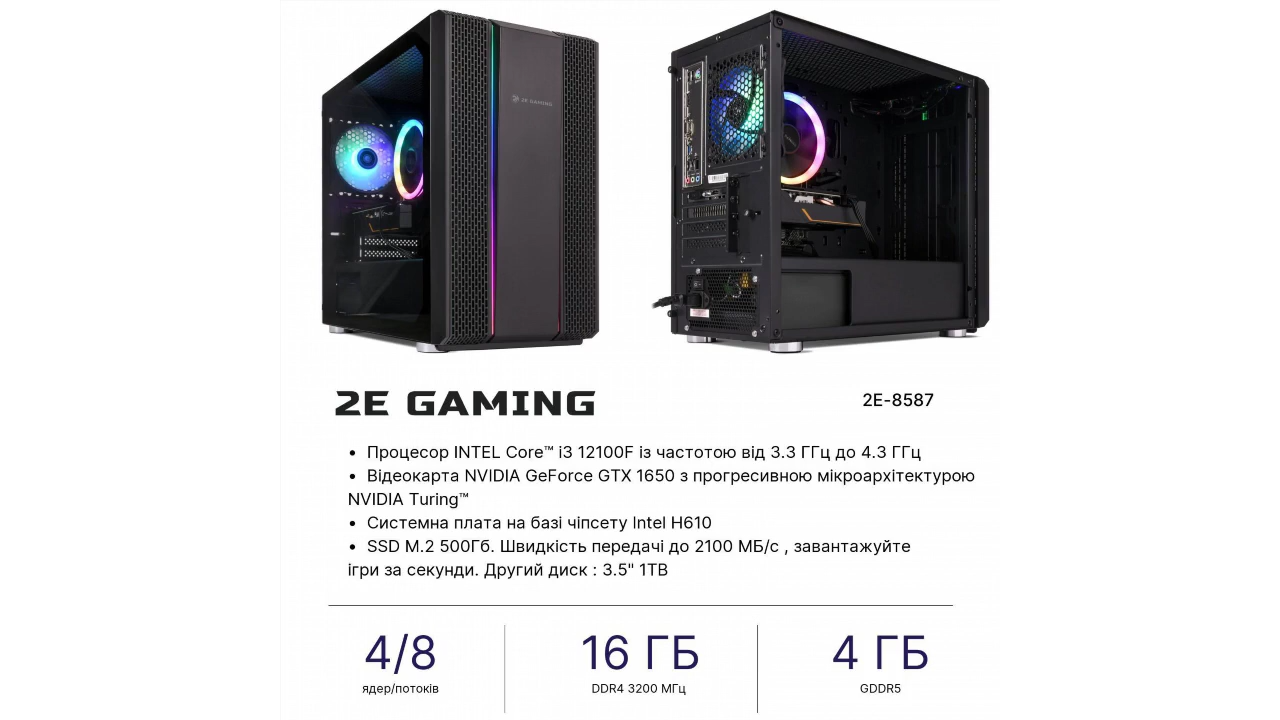 2E GAMING
2E GAMING
2E-8587
• Процесор INTEL Core™ i3 12100F із частотою від 3.3 ГГц до 4.3 ГГц
• Відеокарта NVIDIA GeForce GTX 1650 з прогресивною мікроархітектурою
NVIDIA Turing™
• Системна плата на базі чіпсету Intel H610
• SSD M.2 500Гб. Швидкість передачі до 2100 МБ/с , завантажуйте
ігри за секунди. Другий диск : 3.5" 1TB
4/8
16 ГБ
4 ГБ
ядер/потоків
DDR4 3200 МГц
GDDR5